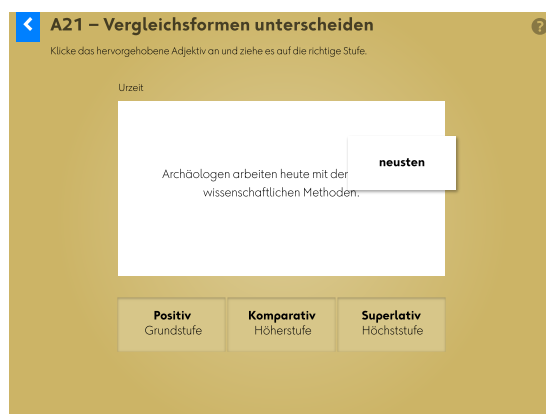 A21 – Vergleichsformen unterscheiden
?
Klicke das hervorgehobene Adjektiv an und ziehe es auf die richtige Stufe.
Urzeit
neusten
Archäologen arbeiten heute mit
wissenschaftlichen Methoden.
Positiv Komparativ Superlativ
Grundstufe Höherstufe Höchststufe